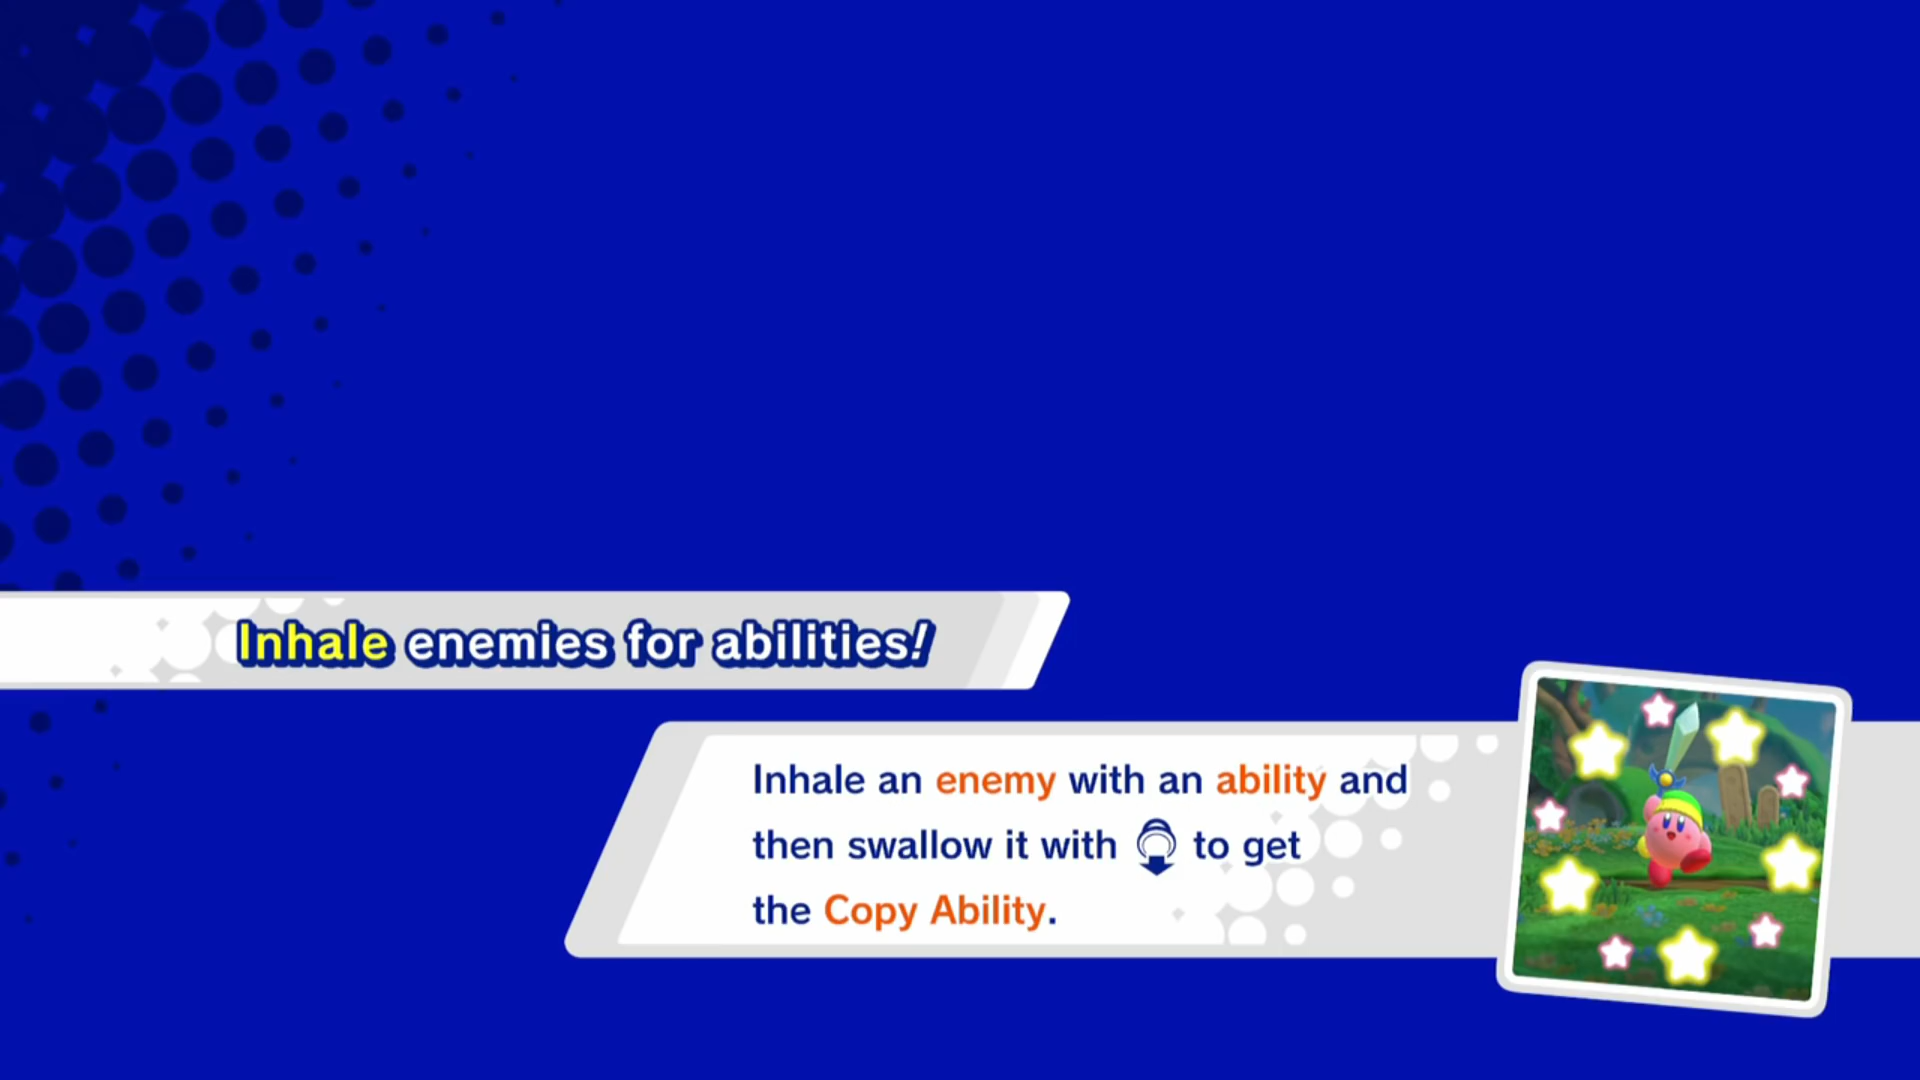 Inhale enemies for abilities!
Inhale an enemy with an ability and
then swallow it with to get
the Copy Ability.